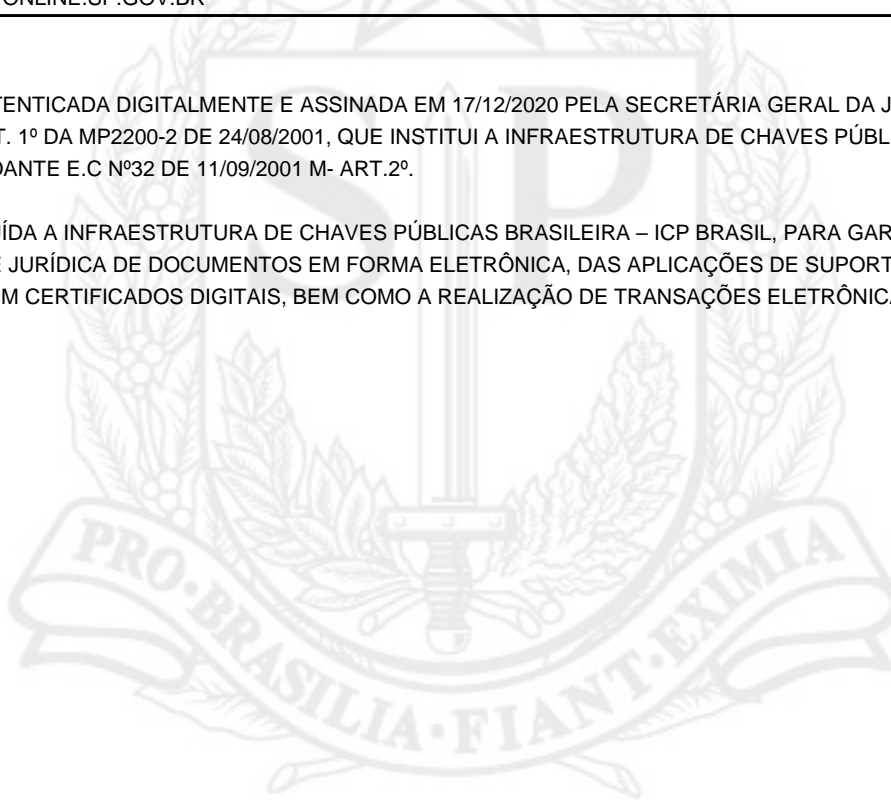 ONLINE.SP.GOV.BR
TENTICADA DIGITALMENTE E ASSINADA EM 17/12/2020 PELA SECRETÁRIA GERAL DA J
T. 1º DA MP2200-2 DE 24/08/2001, QUE INSTITUI A INFRAESTRUTURA DE CHAVES PÚBL
DANTE E.C Nº32 DE 11/09/2001 M- ART.2º.
ÍDA A INFRAESTRUTURA DE CHAVES PÚBLICAS BRASILEIRA – ICP BRASIL, PARA GAR
E JURÍDICA DE DOCUMENTOS EM FORMA ELETRÔNICA, DAS APLICAÇÕES DE SUPORT
M CERTIFICADOS DIGITAIS, BEM COMO A REALIZAÇÃO DE TRANSAÇÕES ELETRÔNICA
SP
PRO·BRASILIA·FIANT·EXIMIA